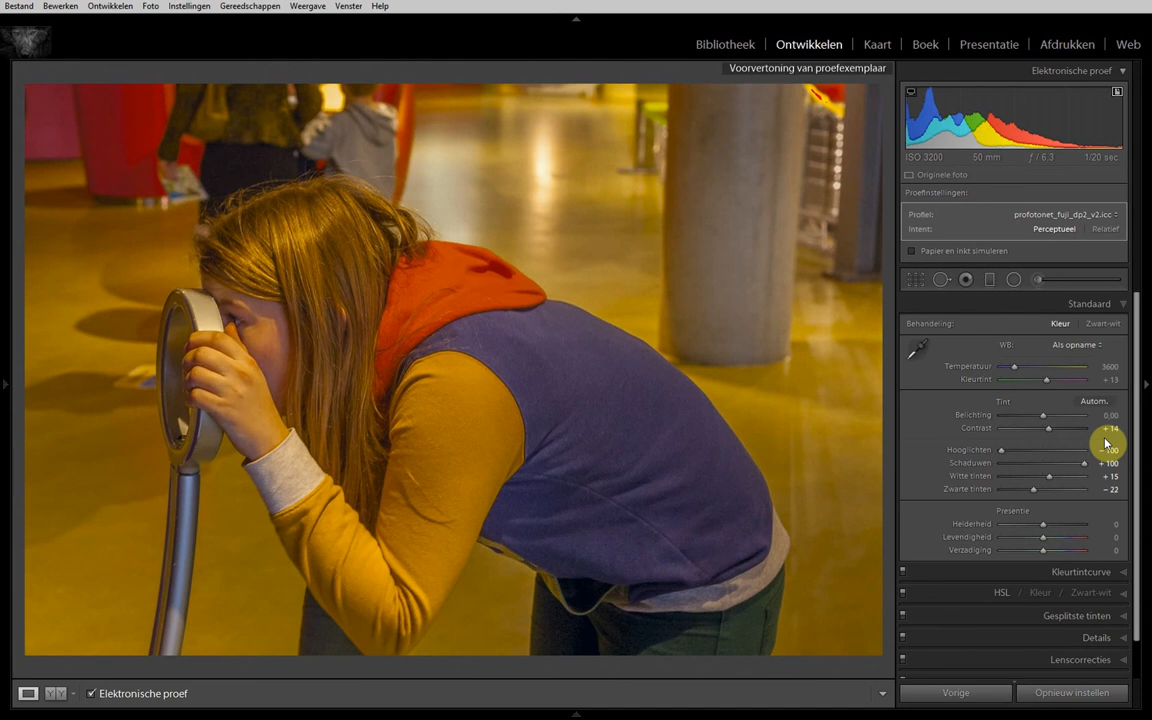 Bestand Bewerken Ontwikkelen Foto Instellingen Gereedschappen Weergave Venster Help
Bibliotheek | Ontwikkelen | Kaart | Boek | Presentatie | Afdrukken | Web
Voorvertoning van proefexemplaar
Elektronische proef
ISO 3200 50 mm ƒ / 6,3 1/20 sec.
Originele foto
Proefinstellingen:
Profiel: profotonet_fuji_dp2_v2.icc
Intent: Perceptueel Relatief
Papier en inkt simuleren
Standaard
Behandeling: Kleur Zwart-wit
WB: Als opname
Temperatuur 3600
Kleurtint + 13
Tint Autom.
Belichting 0,00
Contrast + 14
Hooglichten − 100
Schaduwen + 100
Witte tinten + 15
Zwarte tinten − 22
Presentie
Helderheid 0
Levendigheid 0
Verzadiging 0
Kleurtintcurve
HSL / Kleur / Zwart-wit
Gesplitste tinten
Details
Lenscorrecties
Elektronische proef
Vorige Opnieuw instellen